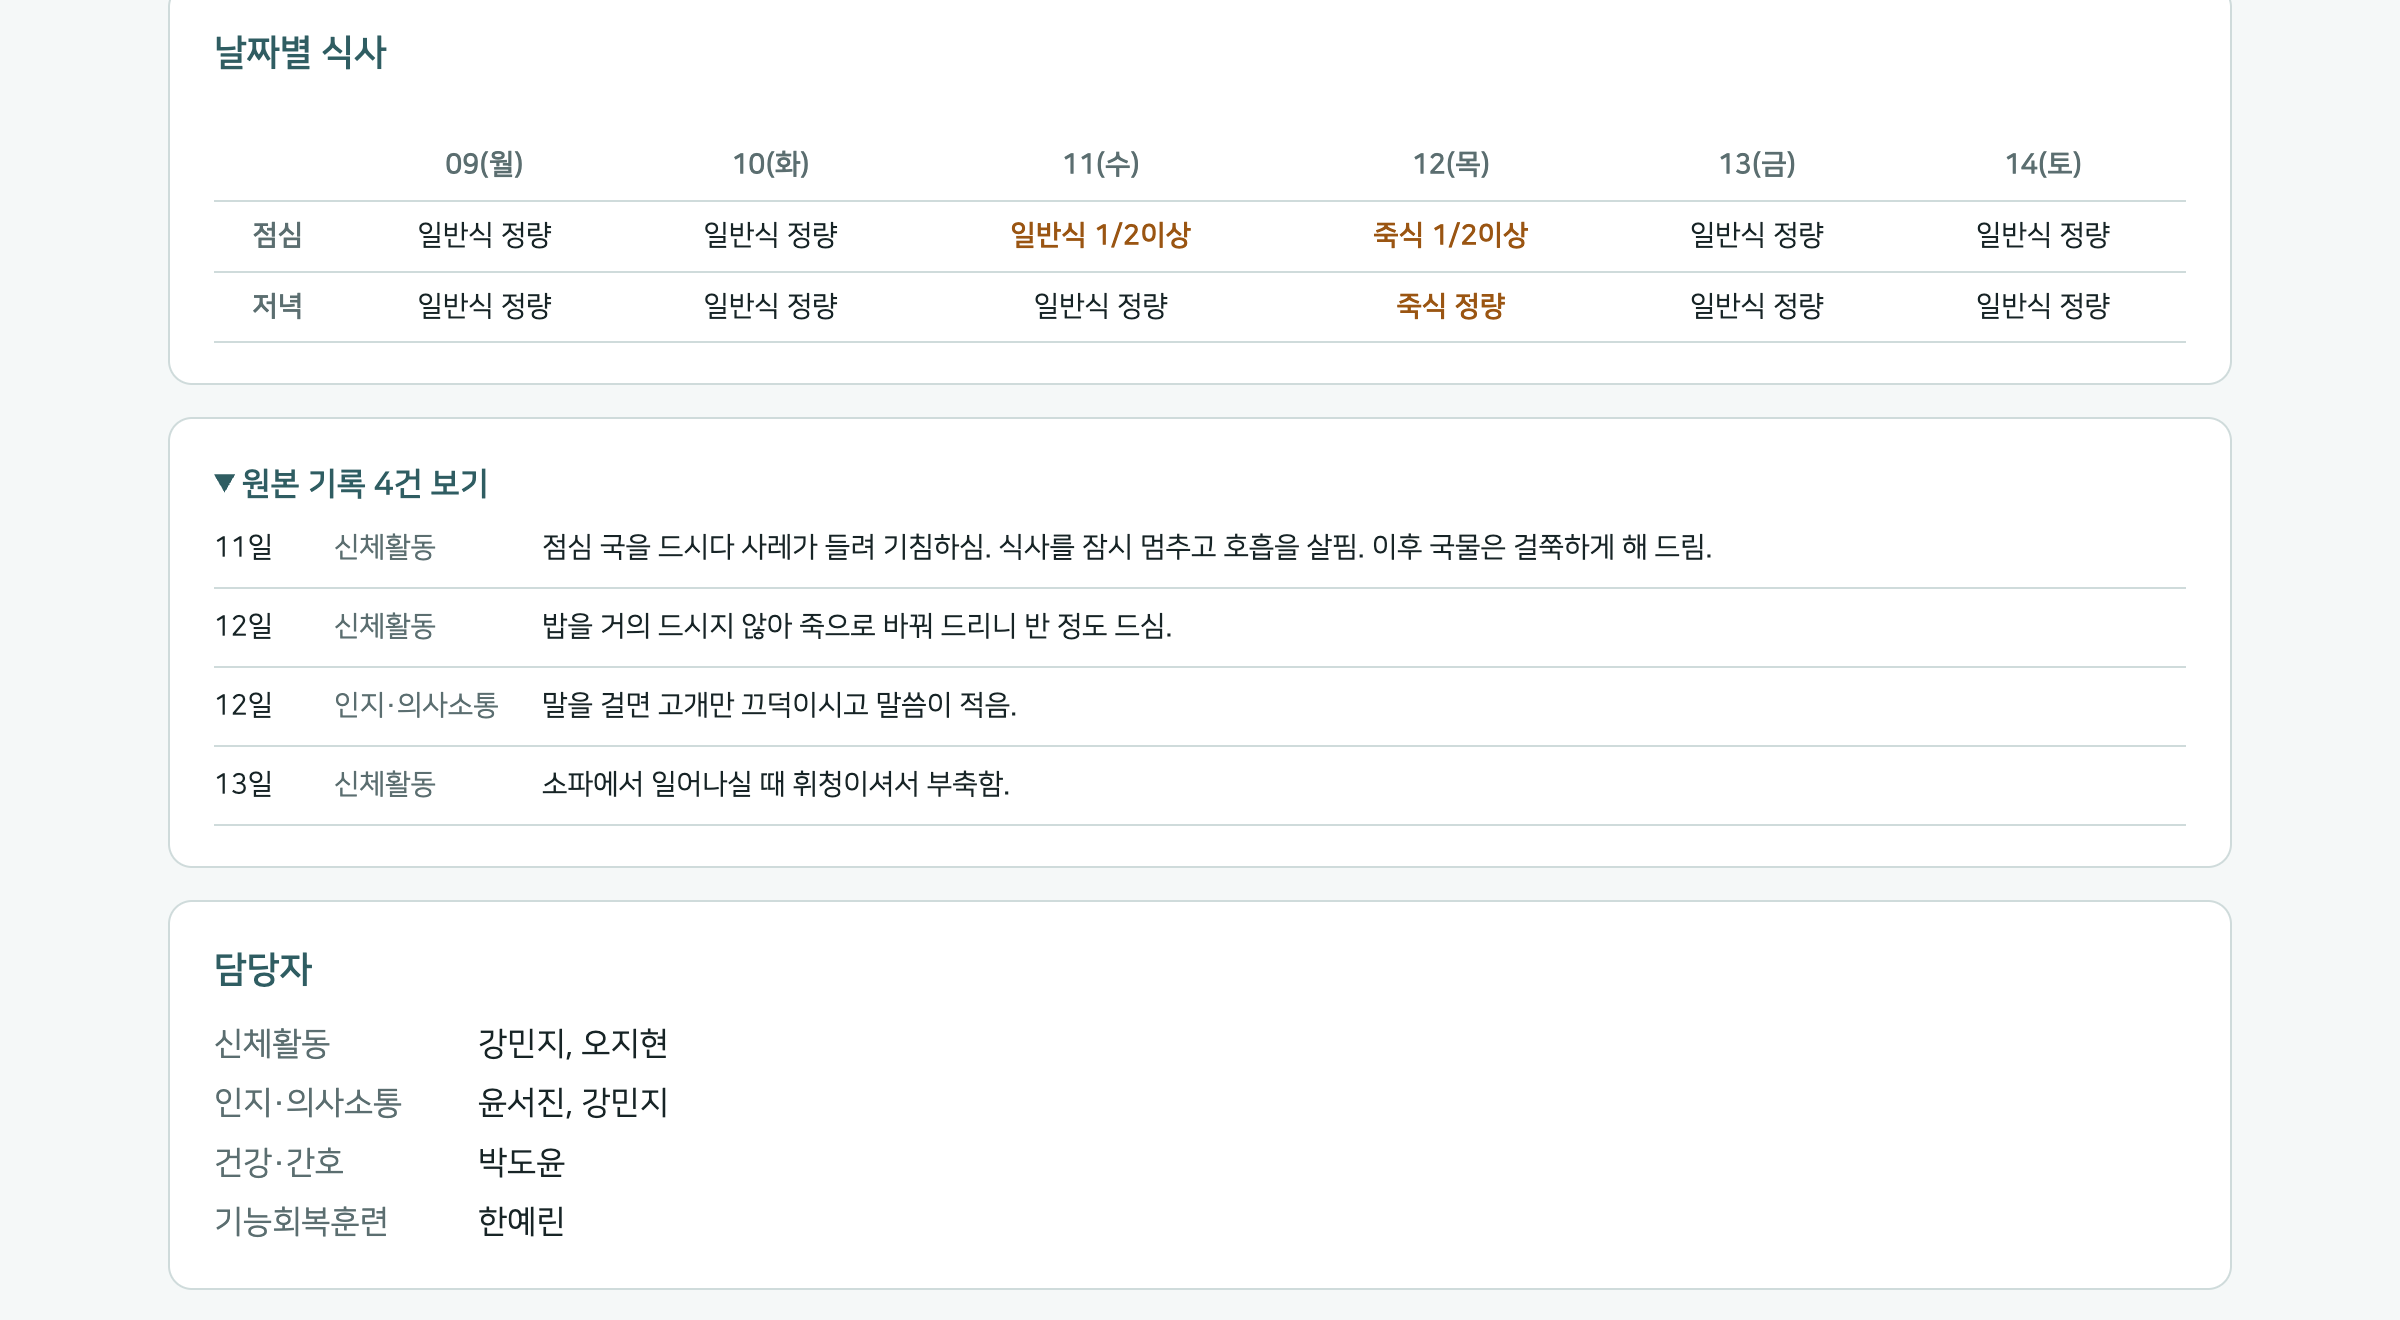 날짜별 식사
09(월) 10(화) 11(수) 12(목) 13(금) 14(토)
점심 일반식 정량 일반식 정량 일반식 1/2이상 죽식 1/2이상 일반식 정량 일반식 정량
저녁 일반식 정량 일반식 정량 일반식 정량 죽식 정량 일반식 정량 일반식 정량
▼ 원본 기록 4건 보기
11일 신체활동 점심 국을 드시다 사레가 들려 기침하심. 식사를 잠시 멈추고 호흡을 살핌. 이후 국물은 걸쭉하게 해 드림.
12일 신체활동 밥을 거의 드시지 않아 죽으로 바꿔 드리니 반 정도 드심.
12일 인지·의사소통 말을 걸면 고개만 끄덕이시고 말씀이 적음.
13일 신체활동 소파에서 일어나실 때 휘청이셔서 부축함.
담당자
신체활동 강민지, 오지현
인지·의사소통 윤서진, 강민지
건강·간호 박도윤
기능회복훈련 한예린